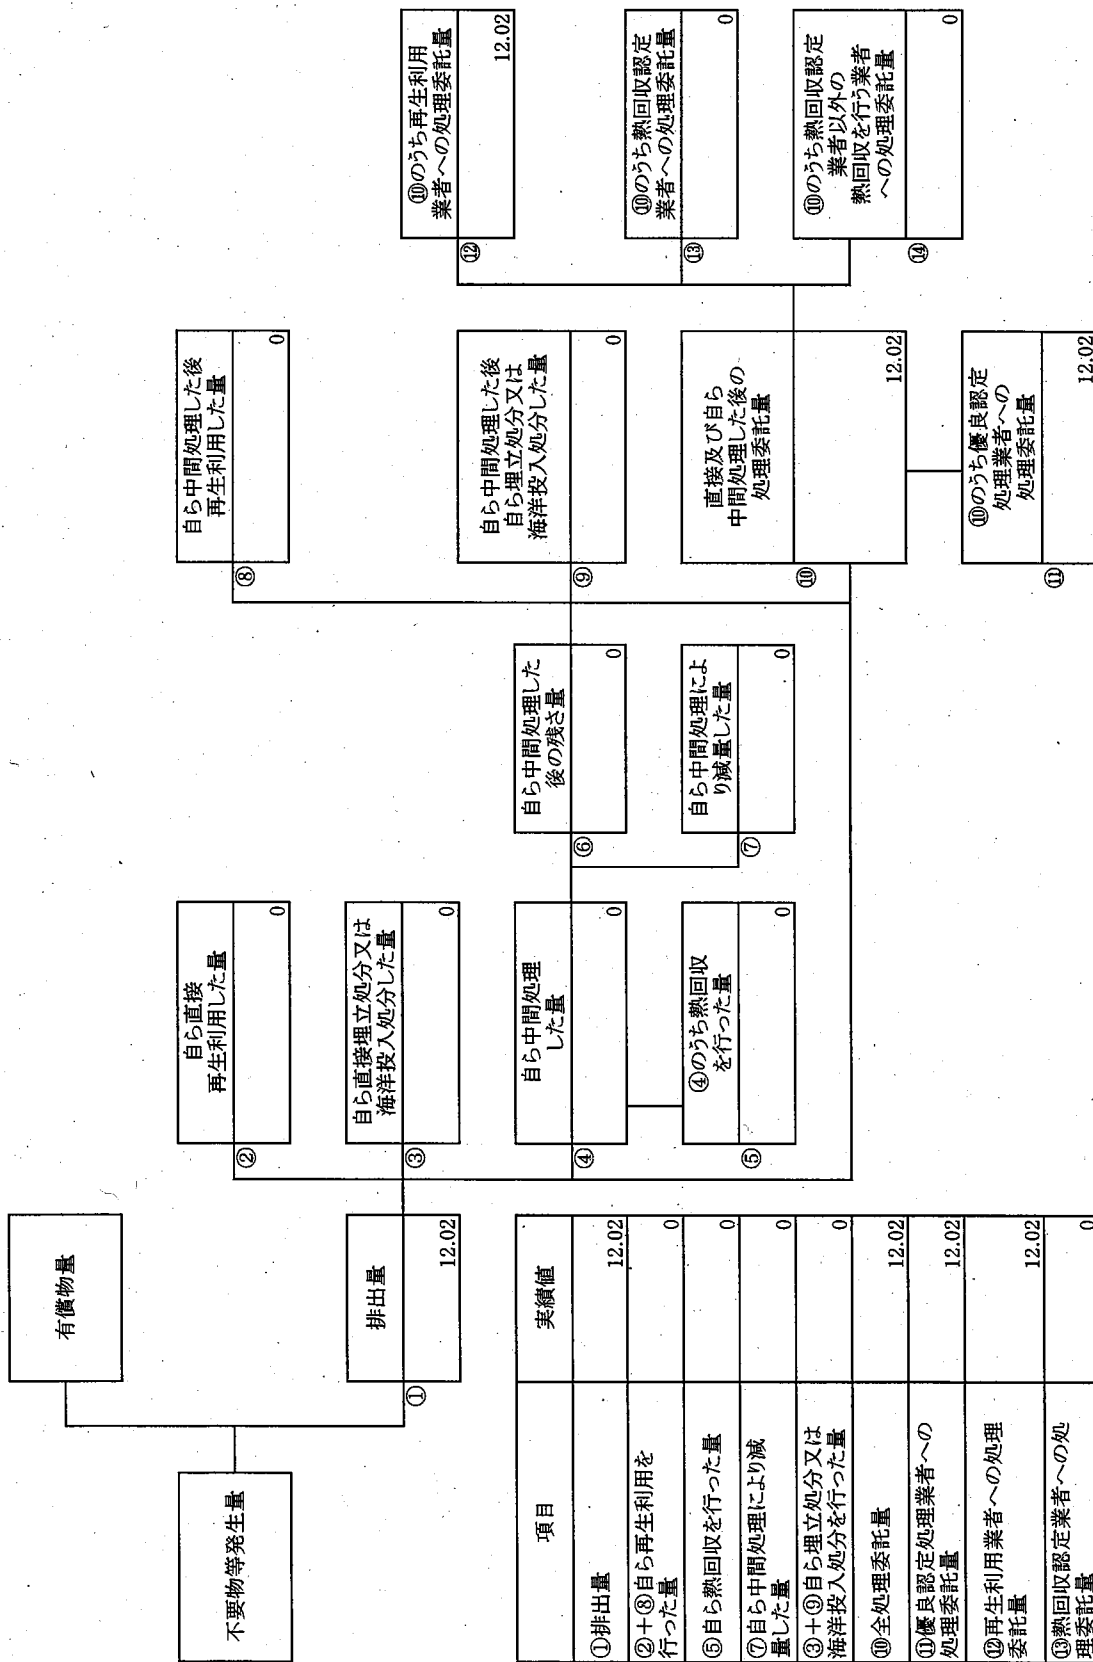 不要物等発生量
有償物量
排出量
①
12.02
自ら直接
再生利用した量
②
0
自ら直接埋立処分又は
海洋投入処分した量
③
0
自ら中間処理
した量
④
0
④のうち熱回収
を行った量
⑤
0
自ら中間処理した
後の残さ量
⑥
0
自ら中間処理によ
り減量した量
⑦
0
自ら中間処理した後
再生利用した量
⑧
0
自ら中間処理した後
自ら埋立処分又は
海洋投入処分した量
⑨
0
直接及び自ら
中間処理した後の
処理委託量
⑩
12.02
⑩のうち優良認定
処理業者への
処理委託量
⑪
12.02
⑩のうち再生利用
業者への処理委託量
⑫
12.02
⑩のうち熱回収認定
業者への処理委託量
⑬
0
⑩のうち熱回収認定
業者以外の
熱回収を行う業者
への処理委託量
⑭
0
項目 実績値
①排出量 12.02
②+⑧自ら再生利用を
行った量 0
⑤自ら熱回収を行った量 0
⑦自ら中間処理により減
量した量 0
③+⑨自ら埋立処分又は
海洋投入処分を行った量 0
⑩全処理委託量 12.02
⑪優良認定処理業者への
処理委託量 12.02
⑫再生利用業者への処理
委託量 12.02
⑬熱回収認定業者への処
理委託量 0